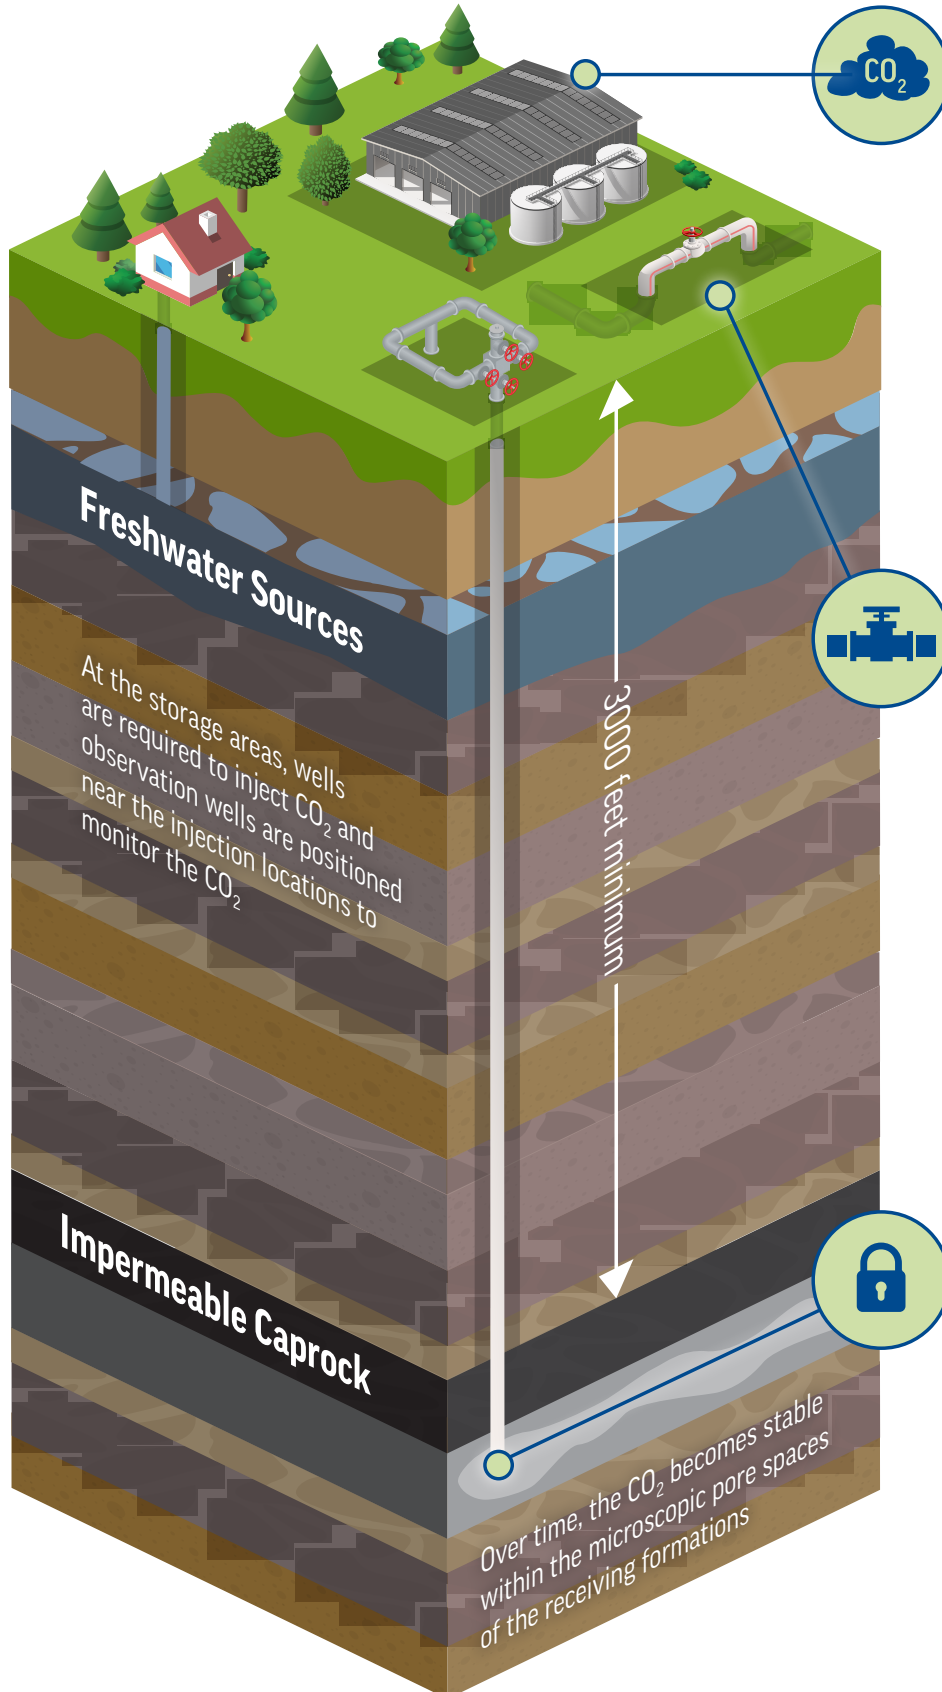 CO₂
Freshwater Sources
At the storage areas, wells
are required to inject CO₂ and
observation wells are positioned
near the injection locations to
monitor the CO₂
3000 feet minimum
Impermeable Caprock
Over time, the CO₂ becomes stable
within the microscopic pore spaces
of the receiving formations